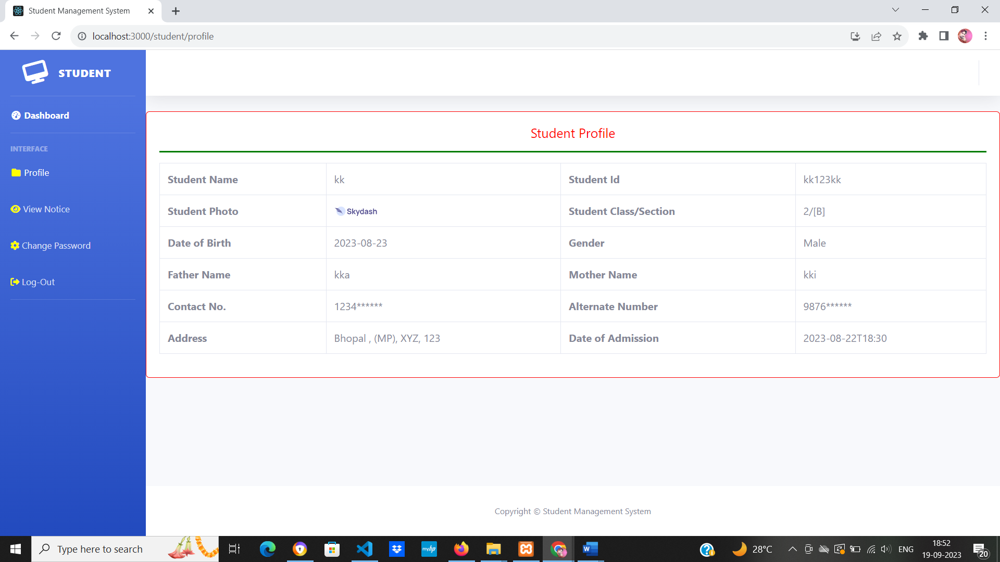 Student Management System
localhost:3000/student/profile
STUDENT
Dashboard
INTERFACE
Profile
View Notice
Change Password
Log-Out
Student Profile
Student Name kk Student Id kk123kk
Student Photo Skydash Student Class/Section 2/[B]
Date of Birth 2023-08-23 Gender Male
Father Name kka Mother Name kki
Contact No. 1234****** Alternate Number 9876******
Address Bhopal , (MP), XYZ, 123 Date of Admission 2023-08-22T18:30
Copyright © Student Management System
Type here to search
myhp
W
28°C
ENG
18:52
19-09-2023
20